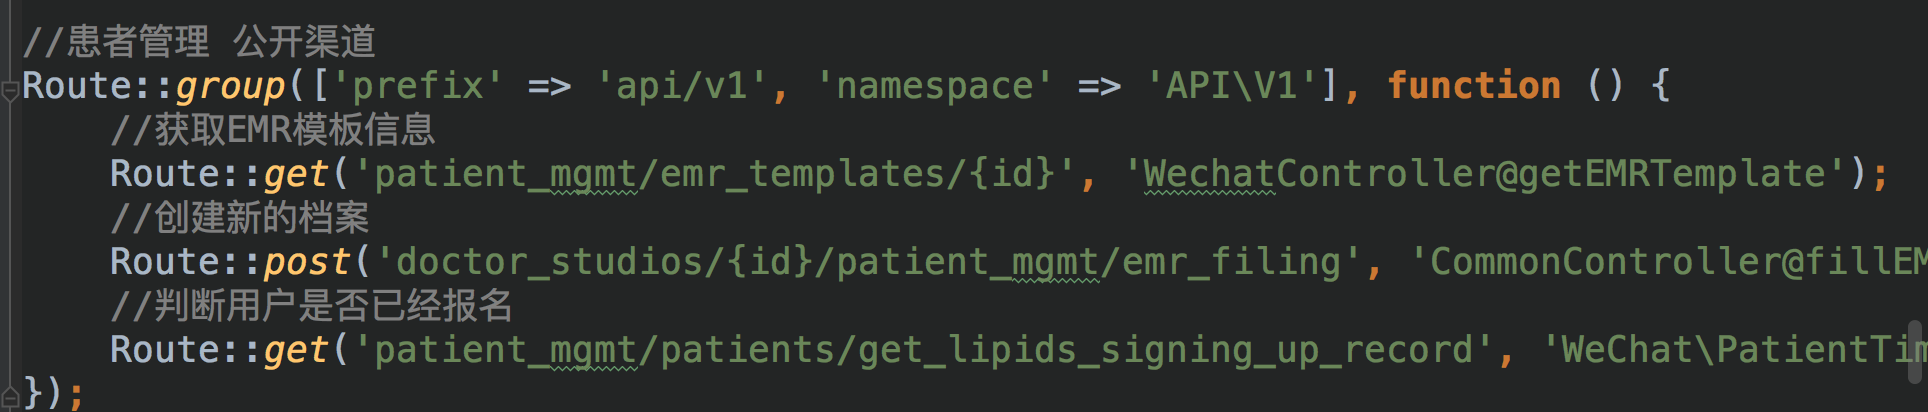 //患者管理 公开渠道
Route::group(['prefix' => 'api/v1', 'namespace' => 'API\V1'], function () {
//获取EMR模板信息
Route::get('patient_mgmt/emr_templates/{id}', 'WechatController@getEMRTemplate');
//创建新的档案
Route::post('doctor_studios/{id}/patient_mgmt/emr_filing', 'CommonController@fillEM
//判断用户是否已经报名
Route::get('patient_mgmt/patients/get_lipids_signing_up_record', 'WeChat\PatientTim
});